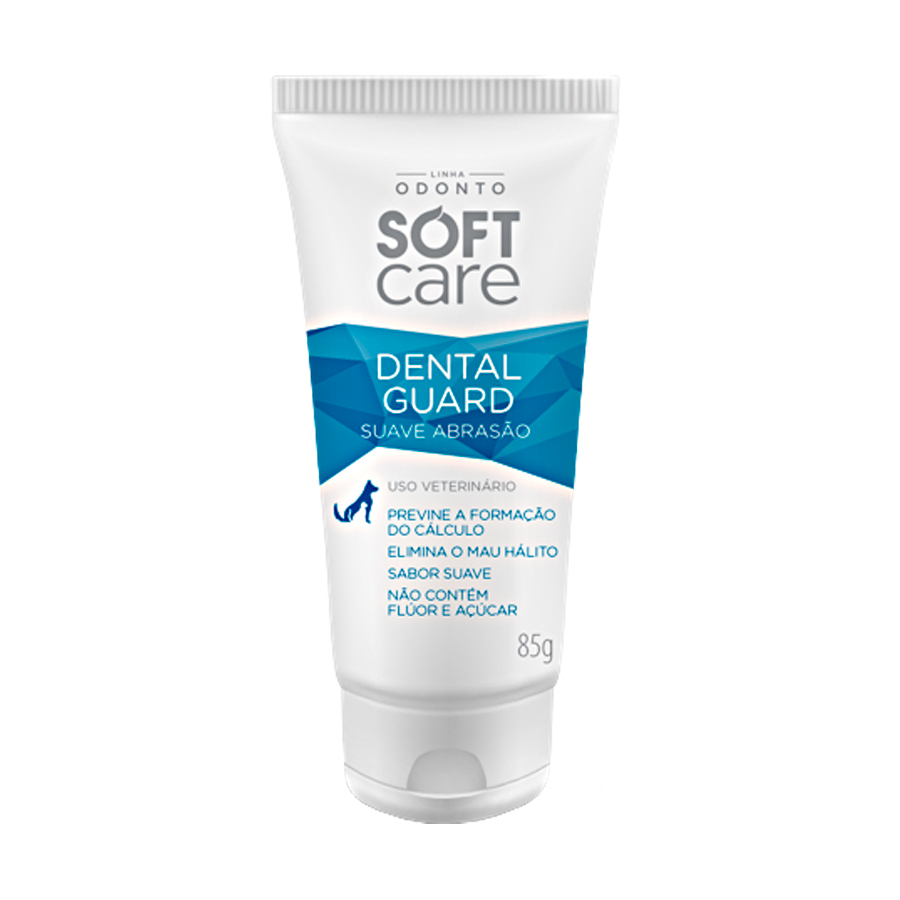 LINHA
ODONTO
SOFT
care
DENTAL
GUARD
SUAVE ABRASÃO
USO VETERINÁRIO
PREVINE A FORMAÇÃO
DO CÁLCULO
ELIMINA O MAU HÁLITO
SABOR SUAVE
NÃO CONTÉM
FLÚOR E AÇÚCAR
85g